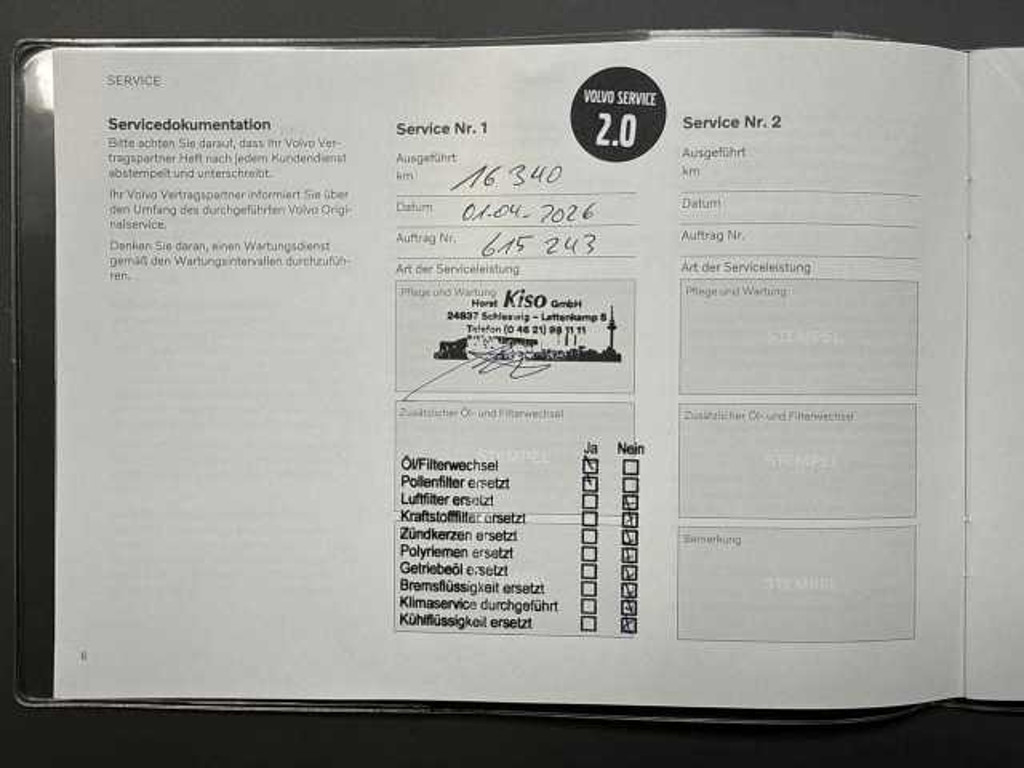 SERVICE
Servicedokumentation
Bitte achten Sie darauf, dass Ihr Volvo Ver-
tragspartner Heft nach jedem Kundendienst
abstempelt und unterschreibt.
Ihr Volvo Vertragspartner informiert Sie über
den Umfang des durchgeführten Volvo Origi-
nalservice.
Denken Sie daran, einen Wartungsdienst
gemäß den Wartungsintervallen durchzufüh-
ren.
6
VOLVO SERVICE
2.0
Service Nr. 1
Ausgeführt
km 16 340
Datum 01-04-2026
Auftrag Nr. 615 243
Art der Serviceleistung
Pflege und Wartung
Horst Kiso GmbH
24837 Schleswig – Lattenkamp 5
Telefon (0 46 21) 98 11 11
Zusätzlicher Öl- und Filterwechsel
STEMPEL
Ja Nein
Öl/Filterwechsel
Pollenfilter ersetzt
Luftfilter ersetzt
Kraftstofffilter ersetzt
Zündkerzen ersetzt
Polyriemen ersetzt
Getriebeöl ersetzt
Bremsflüssigkeit ersetzt
Klimaservice durchgeführt
Kühlflüssigkeit ersetzt
Service Nr. 2
Ausgeführt
km
Datum
Auftrag Nr.
Art der Serviceleistung
Pflege und Wartung
STEMPEL
Zusätzlicher Öl- und Filterwechsel
STEMPEL
Bemerkung
STEMPEL